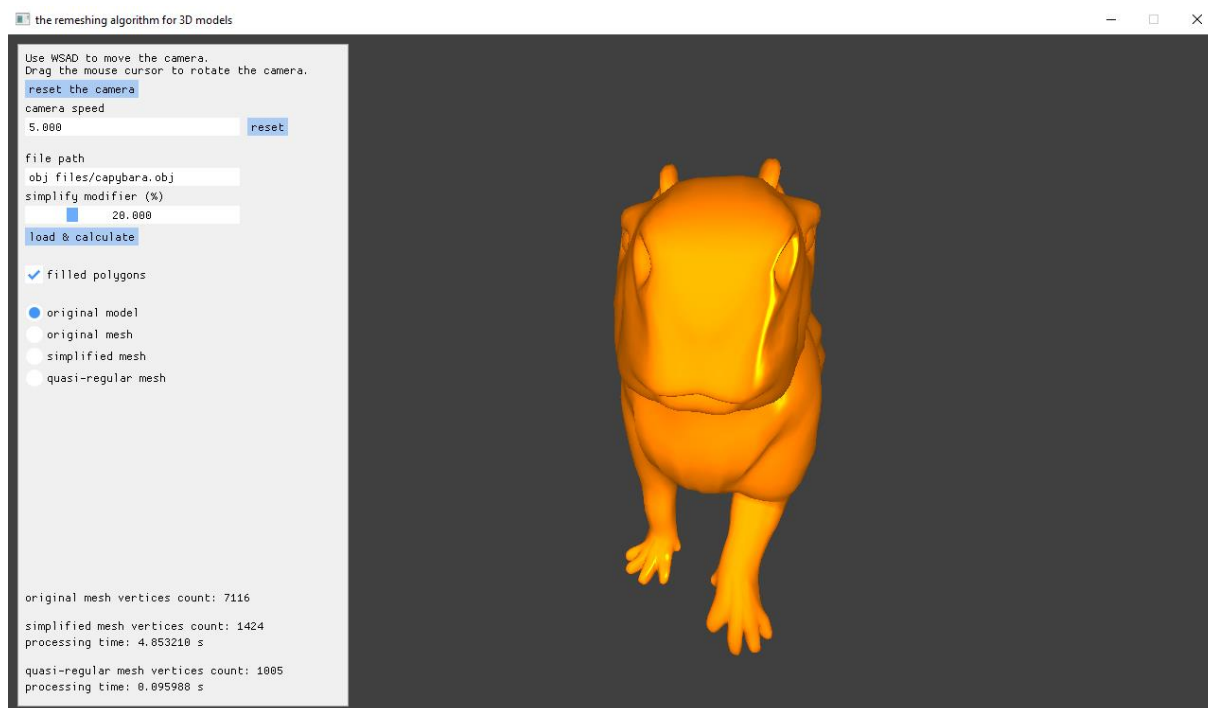 the remeshing algorithm for 3D models
Use WSAD to move the camera.
Drag the mouse cursor to rotate the camera.
reset the camera
camera speed
5.000 reset
file path
obj files/capybara.obj
simplify modifier (%)
20.000
load & calculate
filled polygons
original model
original mesh
simplified mesh
quasi-regular mesh
original mesh vertices count: 7116
simplified mesh vertices count: 1424
processing time: 4.853210 s
quasi-regular mesh vertices count: 1005
processing time: 0.095988 s